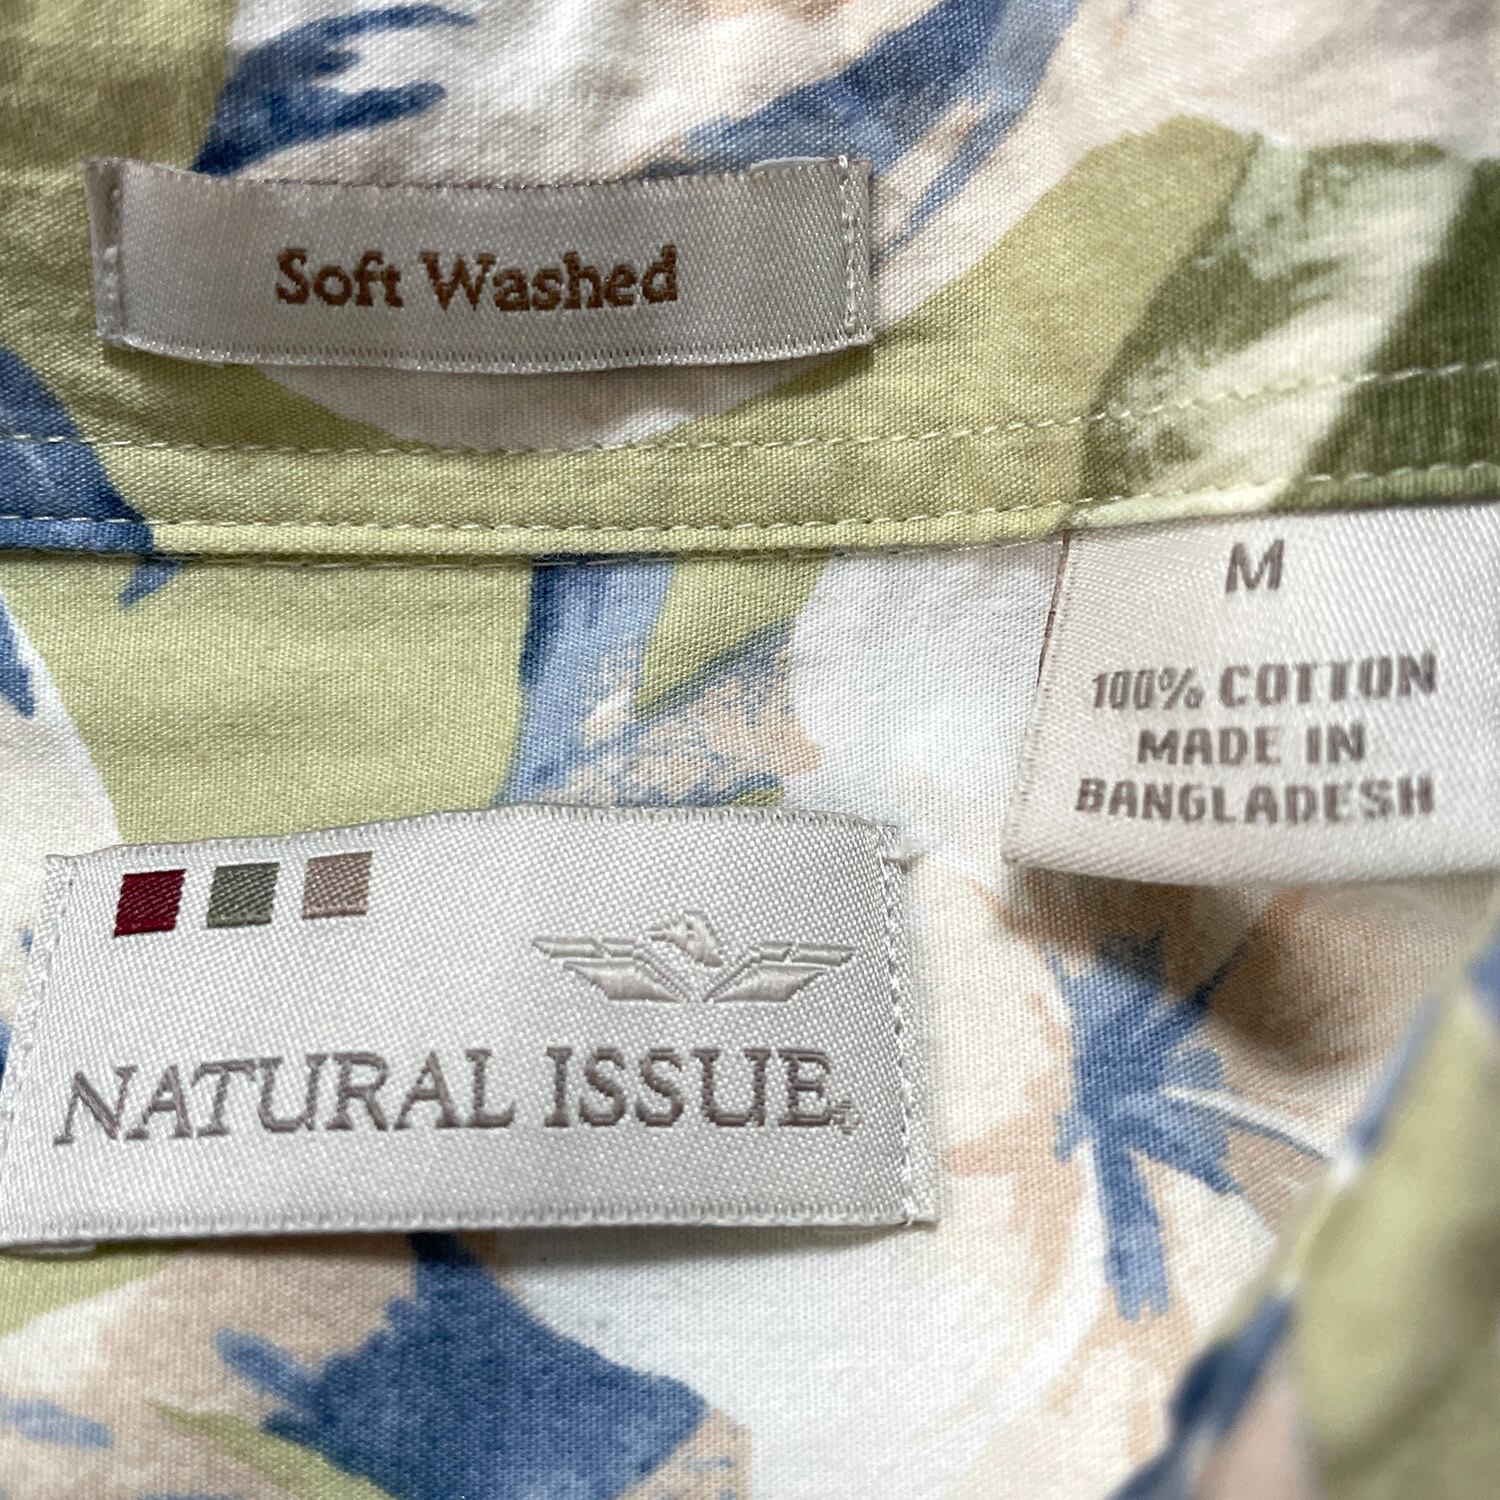 Soft Washed
M
100% COTTON
MADE IN
BANGLADESH
NATURAL ISSUE